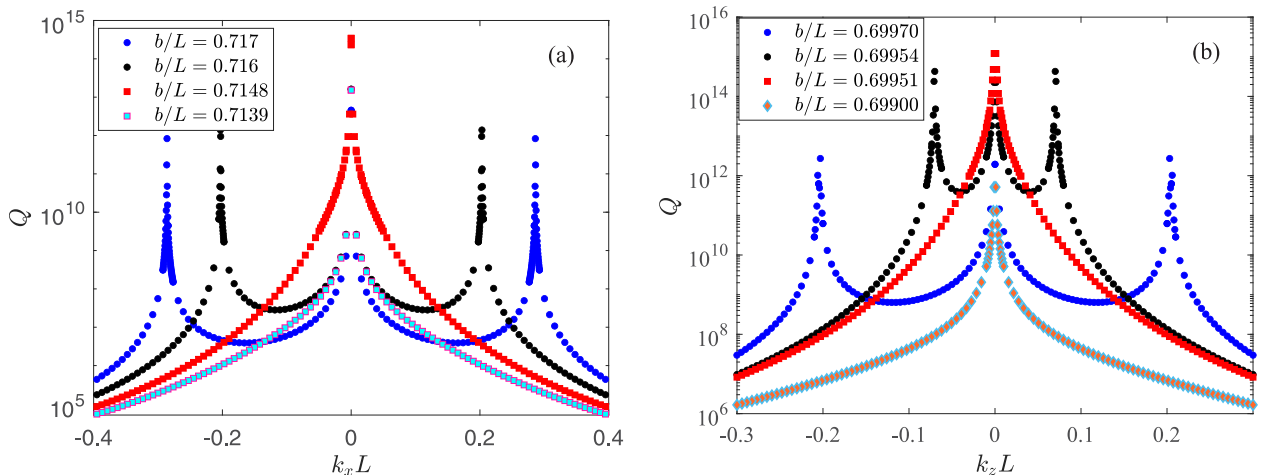 10^15
10^10
10^5
Q
b/L = 0.717
b/L = 0.716
b/L = 0.7148
b/L = 0.7139
(a)
-0.4
-0.2
0
0.2
0.4
k_x L
10^16
10^14
10^12
10^10
10^8
10^6
Q
b/L = 0.69970
b/L = 0.69954
b/L = 0.69951
b/L = 0.69900
(b)
-0.3
-0.2
-0.1
0
0.1
0.2
k_z L